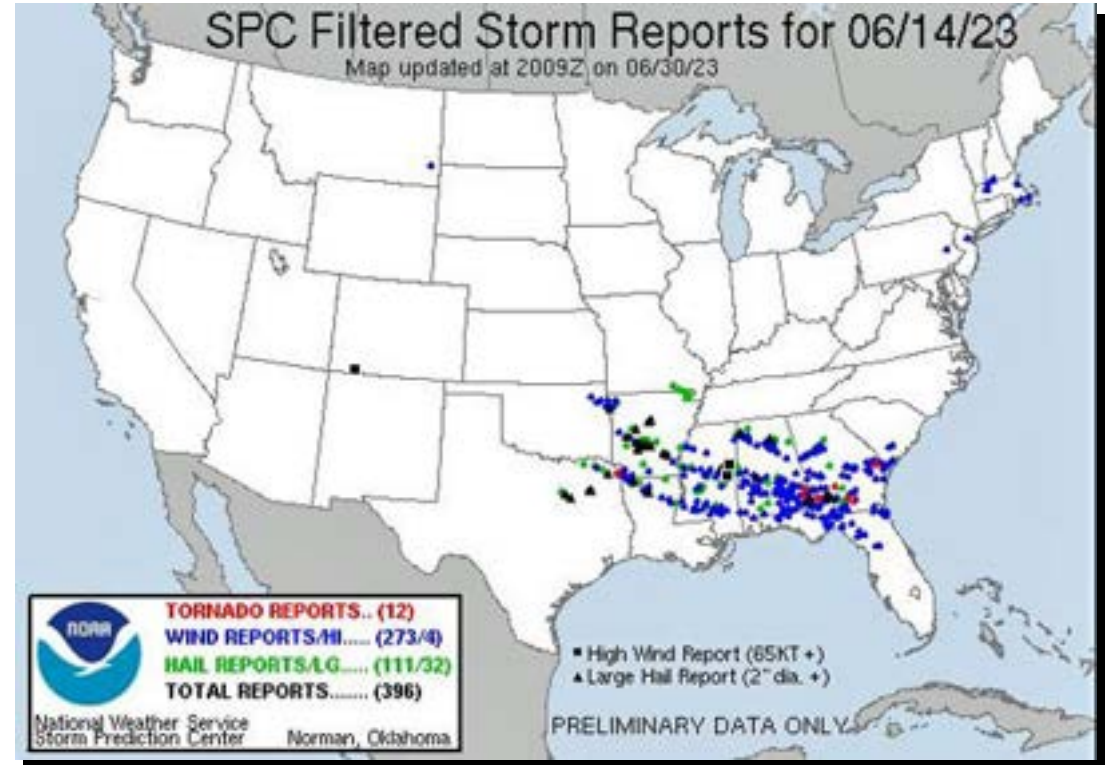 SPC Filtered Storm Reports for 06/14/23
Map updated at 2009Z on 06/30/23
NOAA
TORNADO REPORTS.. (12)
WIND REPORTS/HI..... (273/4)
HAIL REPORTS/LG..... (111/32)
TOTAL REPORTS....... (396)
National Weather Service
Storm Prediction Center Norman, Oklahoma
■ High Wind Report (65KT +)
▲ Large Hail Report (2" dia. +)
PRELIMINARY DATA ONLY